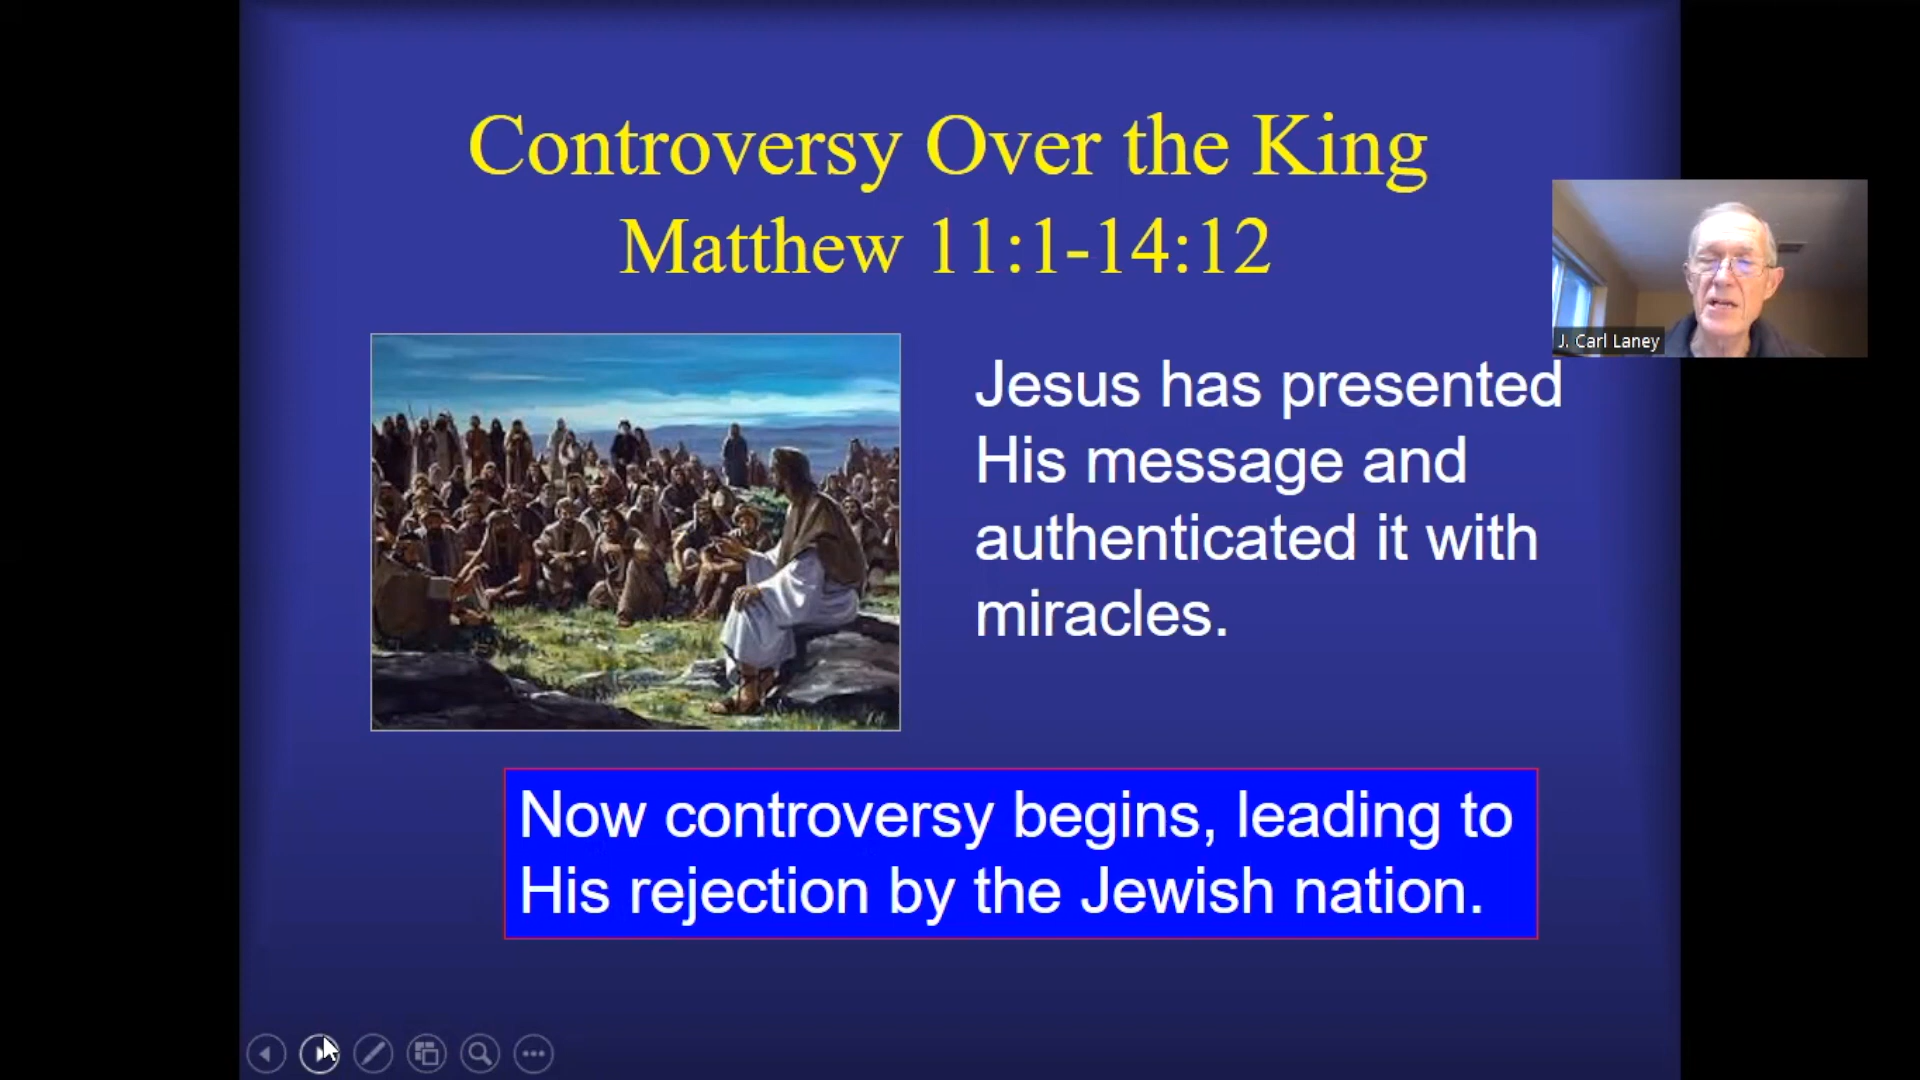 Controversy Over the King
Matthew 11:1-14:12
J. Carl Laney
Jesus has presented
His message and
authenticated it with
miracles.
Now controversy begins, leading to
His rejection by the Jewish nation.